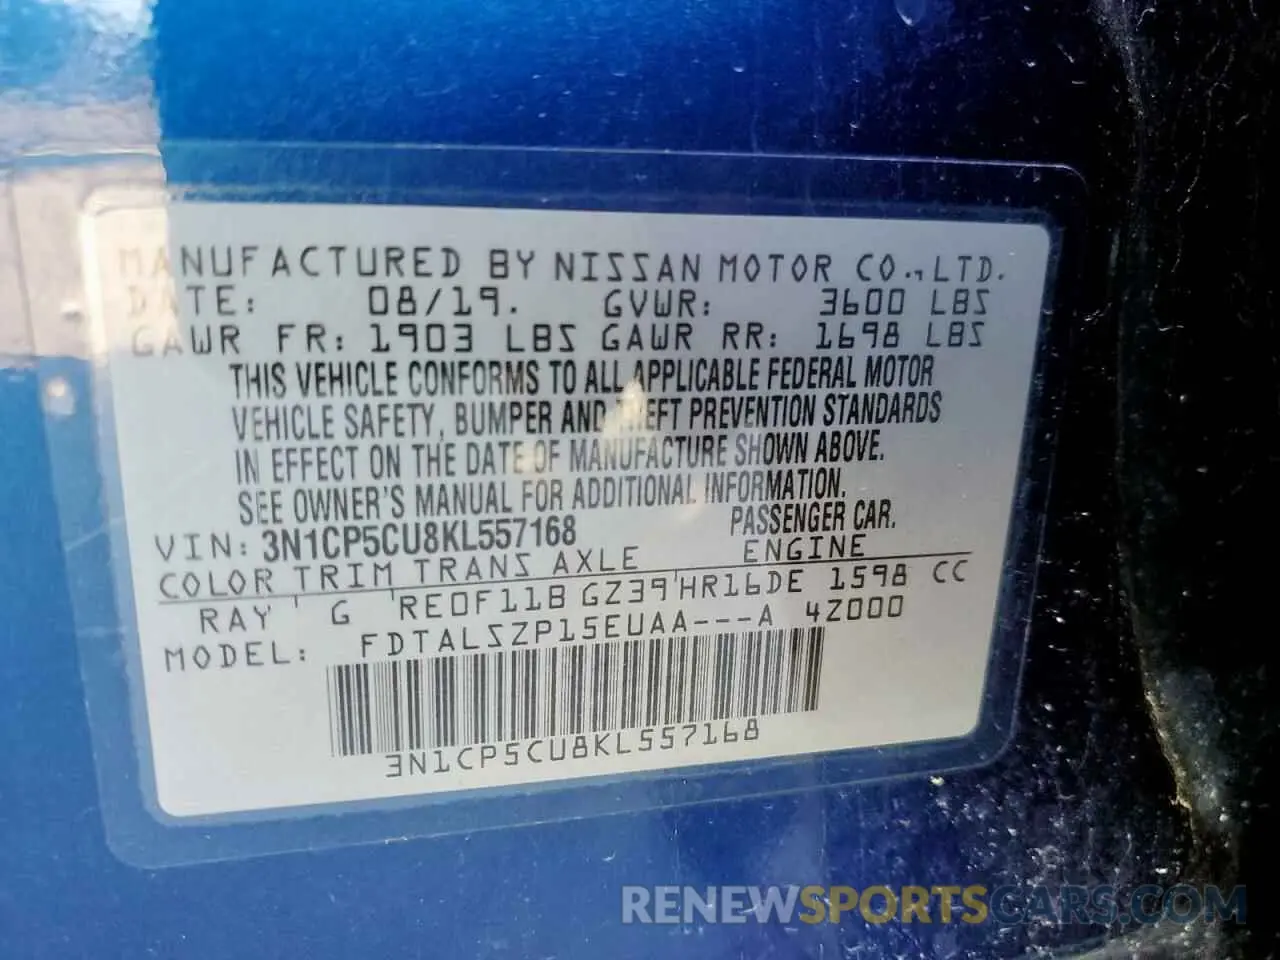 MANUFACTURED BY NISSAN MOTOR CO., LTD.
DATE: 08/19. GVWR: 3600 LBS
GAWR FR: 1903 LBS GAWR RR: 1698 LBS
THIS VEHICLE CONFORMS TO ALL APPLICABLE FEDERAL MOTOR
VEHICLE SAFETY, BUMPER AND THEFT PREVENTION STANDARDS
IN EFFECT ON THE DATE OF MANUFACTURE SHOWN ABOVE.
SEE OWNER'S MANUAL FOR ADDITIONAL INFORMATION.
VIN: 3N1CP5CU8KL557168 PASSENGER CAR.
COLOR TRIM TRANS AXLE ENGINE
RAY G RE0F11B GZ39 HR16DE 1598 CC
MODEL: FDTALSZP15EUAA---A 4Z000
3N1CP5CU8KL557168
RENEWSPORTSCARS.COM